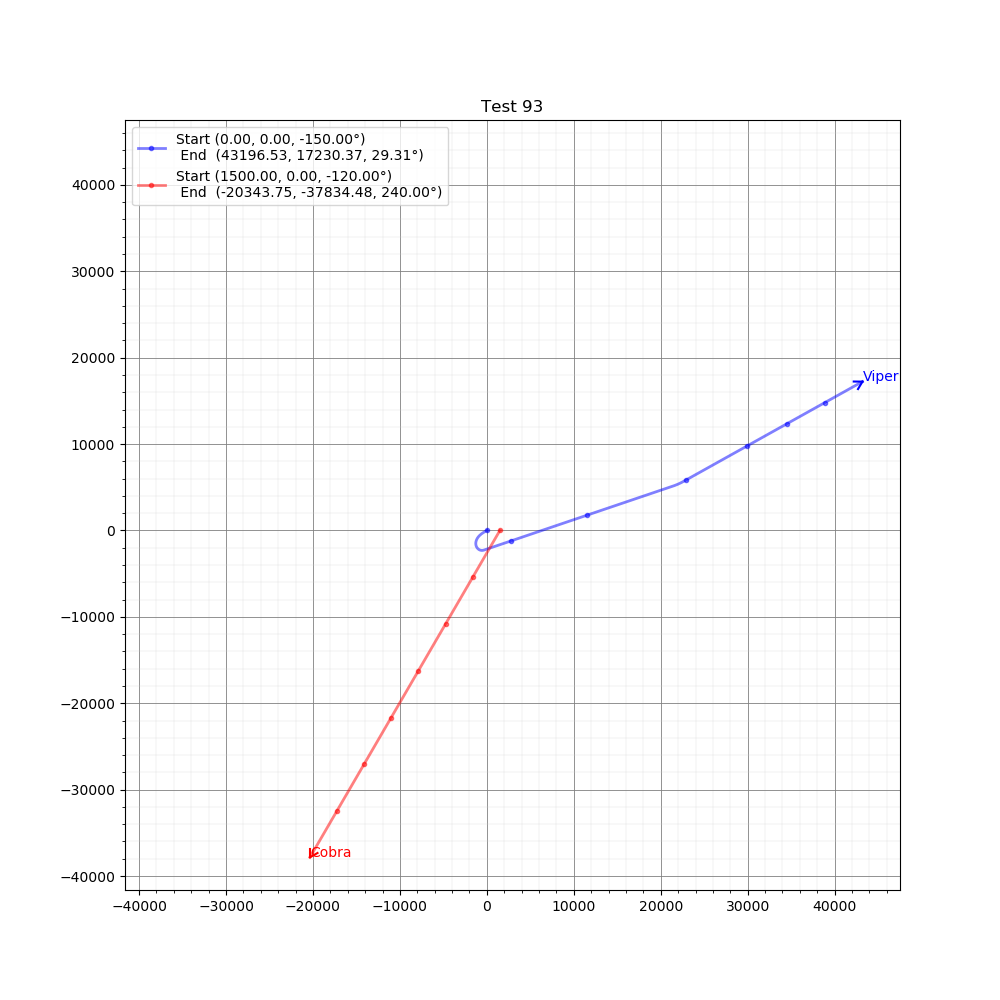 Test 93
Start (0.00, 0.00, -150.00°)
End (43196.53, 17230.37, 29.31°)
Start (1500.00, 0.00, -120.00°)
End (-20343.75, -37834.48, 240.00°)
40000
30000
20000
10000
0
−10000
−20000
−30000
−40000
Viper
Cobra
−40000 −30000 −20000 −10000 0 10000 20000 30000 40000